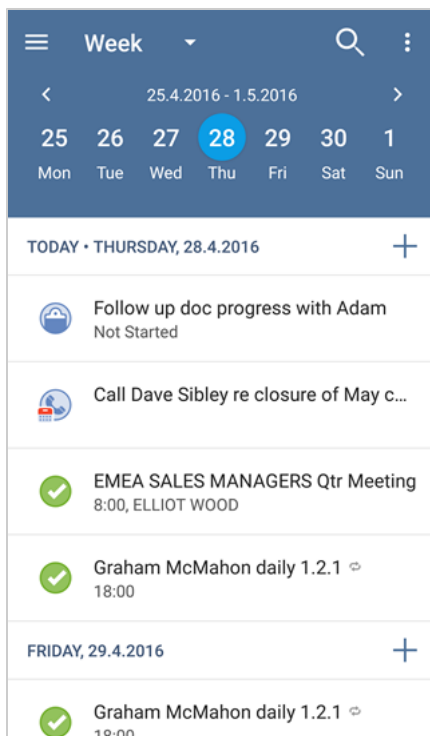 Week
25.4.2016 - 1.5.2016
25 26 27 28 29 30 1
Mon Tue Wed Thu Fri Sat Sun
TODAY • THURSDAY, 28.4.2016
Follow up doc progress with Adam
Not Started
Call Dave Sibley re closure of May c...
EMEA SALES MANAGERS Qtr Meeting
8:00, ELLIOT WOOD
Graham McMahon daily 1.2.1
18:00
FRIDAY, 29.4.2016
Graham McMahon daily 1.2.1
18:00